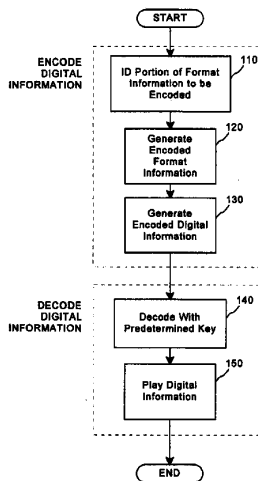 START
ENCODE
DIGITAL
INFORMATION
110
ID Portion of Format
Information to be
Encoded
120
Generate
Encoded
Format
Information
130
Generate
Encoded Digital
Information
DECODE
DIGITAL
INFORMATION
140
Decode With
Predetermined Key
150
Play Digital
Information
END